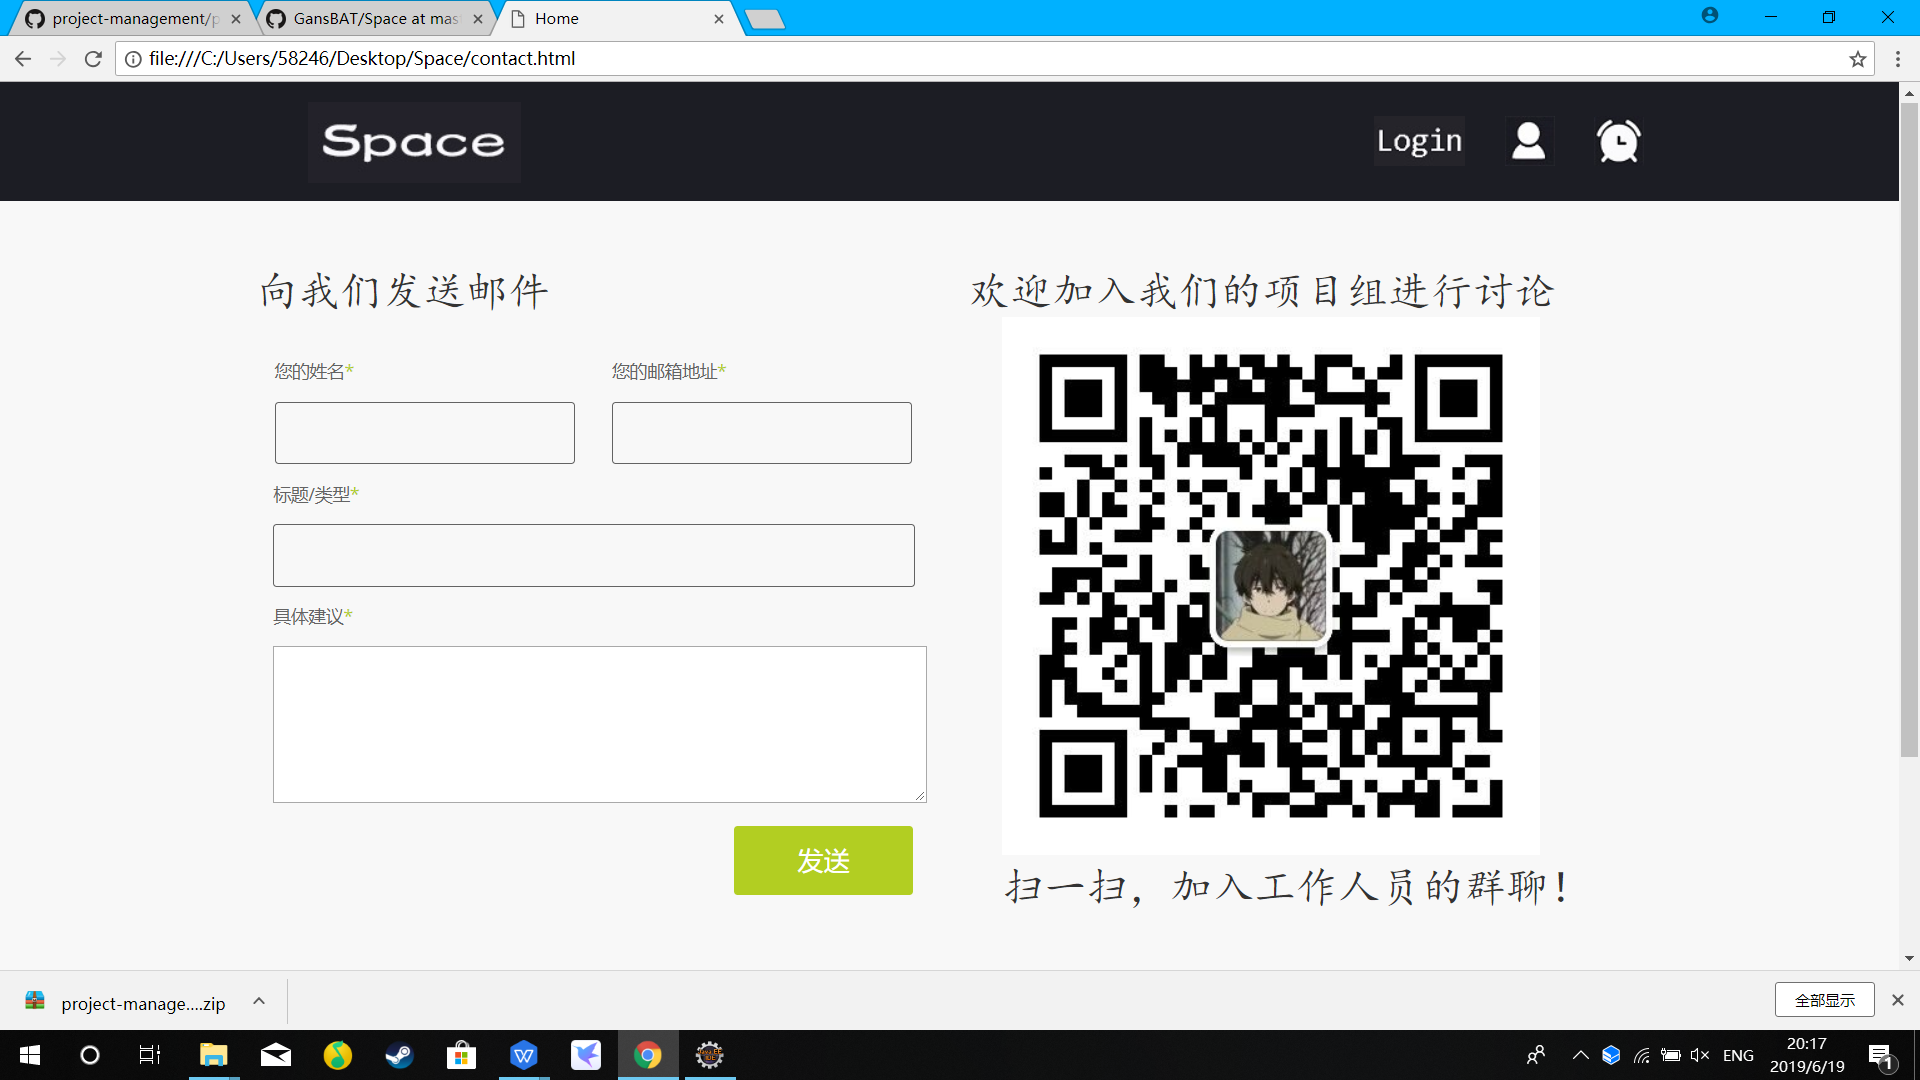 project-management/p
GansBAT/Space at mas
Home
file:///C:/Users/58246/Desktop/Space/contact.html
Space
Login
向我们发送邮件
欢迎加入我们的项目组进行讨论
您的姓名*
您的邮箱地址*
标题/类型*
具体建议*
发送
扫一扫，加入工作人员的群聊！
project-manage....zip
全部显示
ENG
20:17
2019/6/19
1